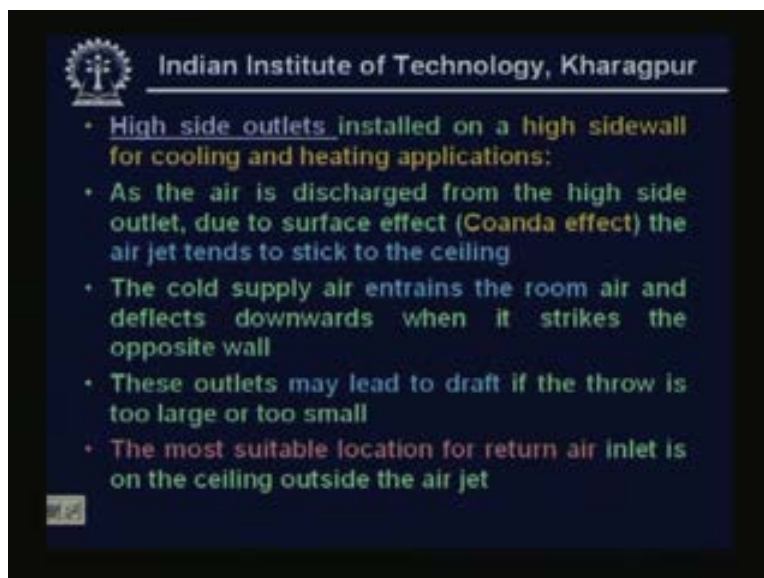 Indian Institute of Technology, Kharagpur
• High side outlets installed on a high sidewall
for cooling and heating applications:
• As the air is discharged from the high side
outlet, due to surface effect (Coanda effect) the
air jet tends to stick to the ceiling
• The cold supply air entrains the room air and
deflects downwards when it strikes the
opposite wall
• These outlets may lead to draft if the throw is
too large or too small
• The most suitable location for return air inlet is
on the ceiling outside the air jet